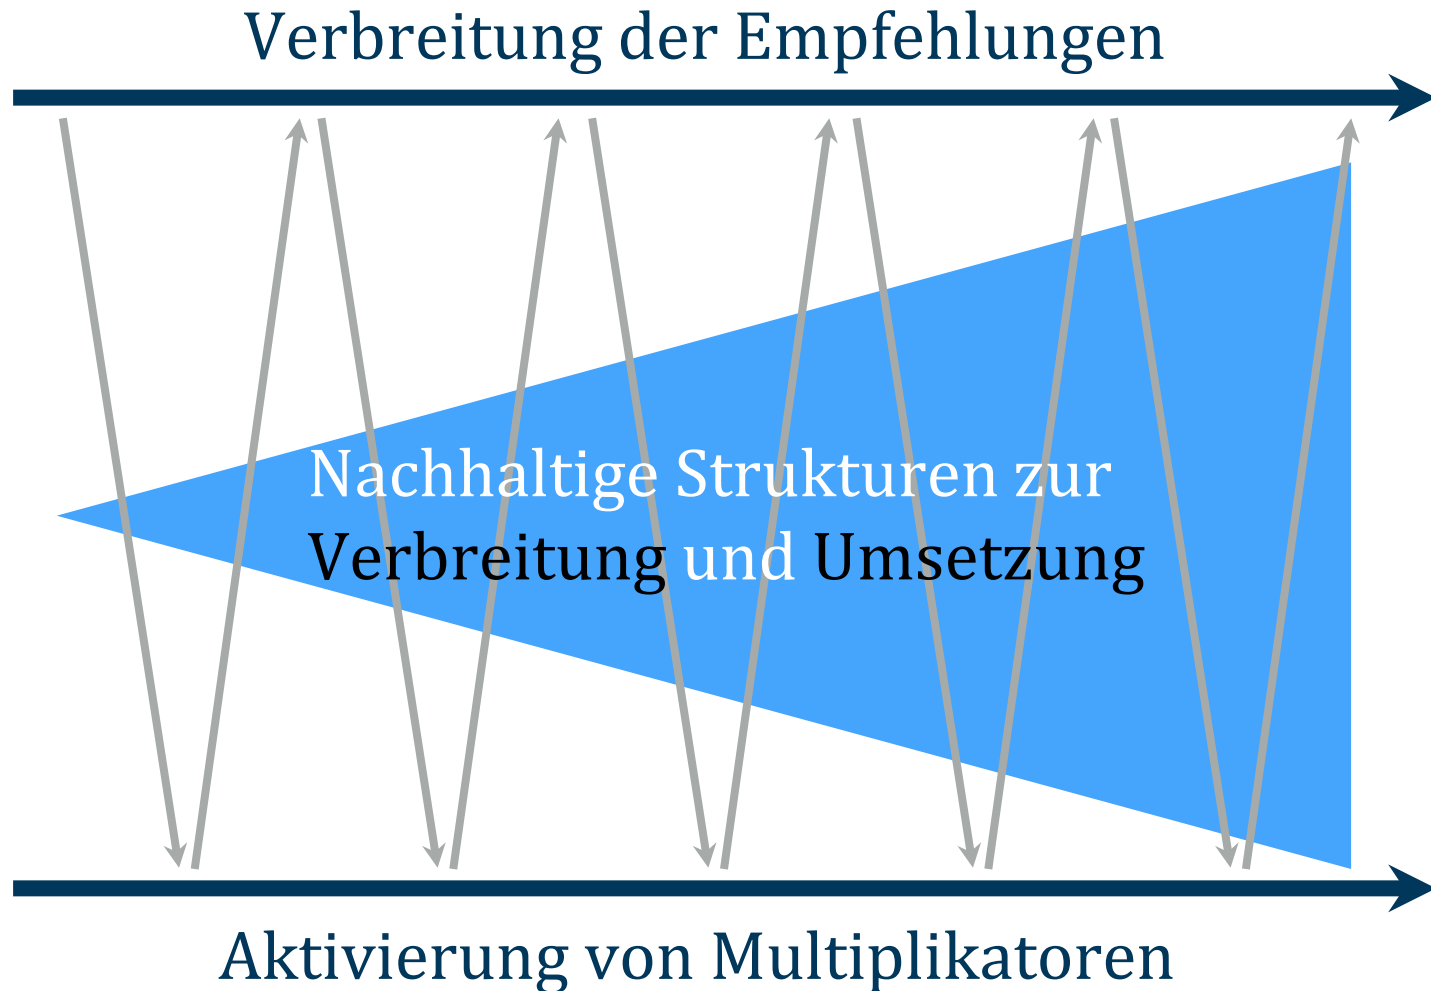 Verbreitung der Empfehlungen
Nachhaltige Strukturen zur
Verbreitung und Umsetzung
Aktivierung von Multiplikatoren